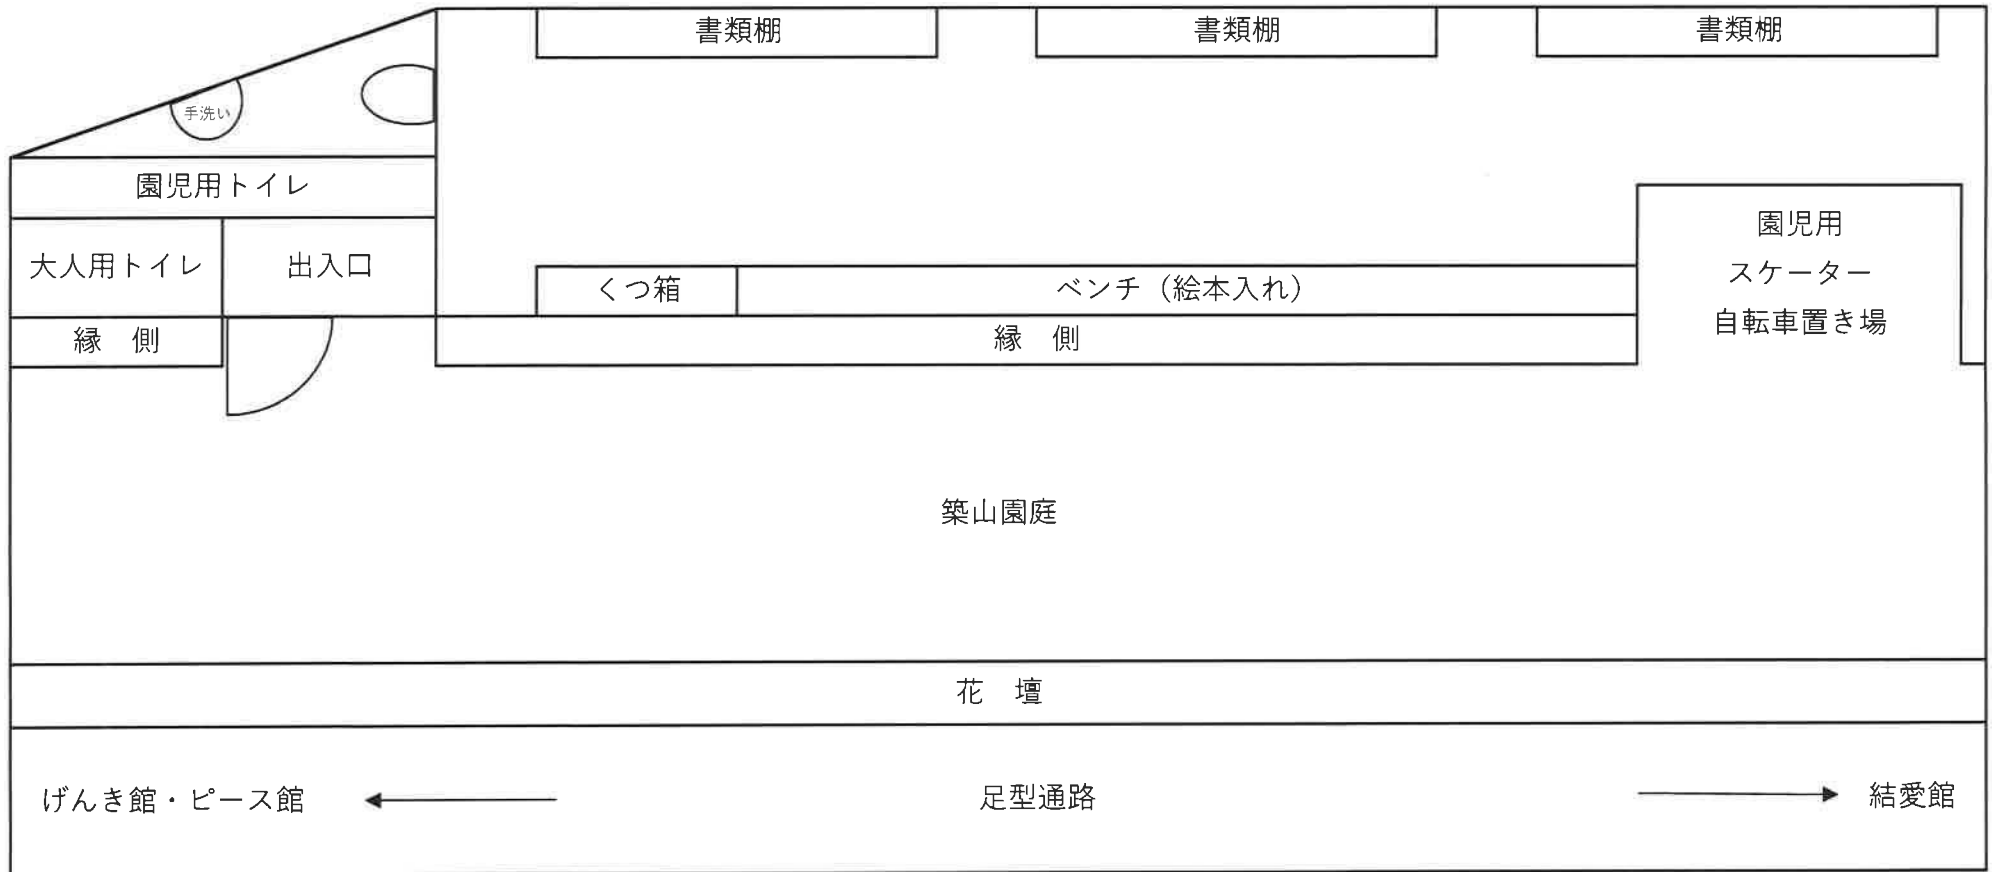 書類棚
書類棚
書類棚
手洗い
園児用トイレ
大人用トイレ
出入口
くつ箱
ベンチ（絵本入れ）
園児用
スケーター
自転車置き場
縁　側
縁　側
築山園庭
花　壇
げんき館・ピース館
足型通路
結愛館